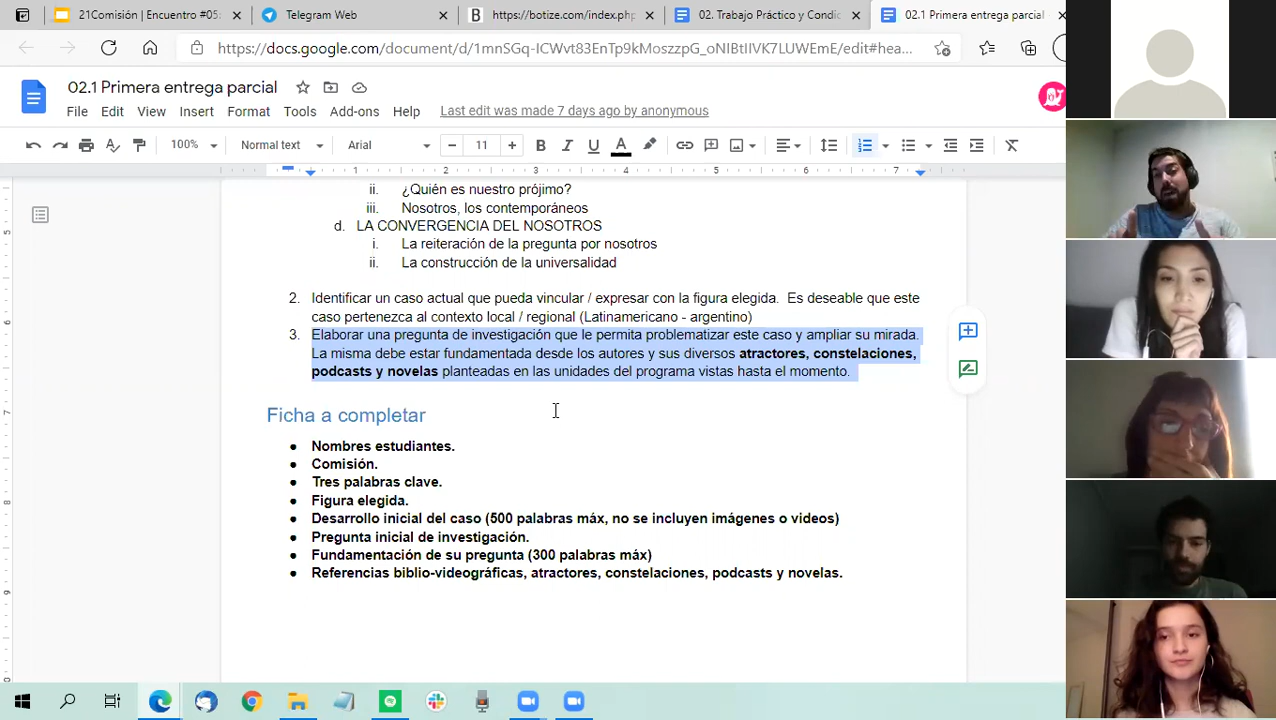 21Comisión | Encuentro 05:
Telegram Web
https://botize.com/index.php
02. Trabajo Práctico y Condic
02.1 Primera entrega parcial
https://docs.google.com/document/d/1mnSGq-ICWvt83EnTp9kMoszzpG_oNIBtIIVK7LUWEmE/edit#hea...
02.1 Primera entrega parcial
File Edit View Insert Format Tools Add-ons Help Last edit was made 7 days ago by anonymous
100% Normal text Arial 11
1 2 3 4 5 6 7
ii. ¿Quién es nuestro prójimo?
iii. Nosotros, los contemporáneos
d. LA CONVERGENCIA DEL NOSOTROS
i. La reiteración de la pregunta por nosotros
ii. La construcción de la universalidad
2. Identificar un caso actual que pueda vincular / expresar con la figura elegida. Es deseable que este
caso pertenezca al contexto local / regional (Latinamericano - argentino)
3. Elaborar una pregunta de investigación que le permita problematizar este caso y ampliar su mirada.
La misma debe estar fundamentada desde los autores y sus diversos atractores, constelaciones,
podcasts y novelas planteadas en las unidades del programa vistas hasta el momento.
Ficha a completar
● Nombres estudiantes.
● Comisión.
● Tres palabras clave.
● Figura elegida.
● Desarrollo inicial del caso (500 palabras máx, no se incluyen imágenes o videos)
● Pregunta inicial de investigación.
● Fundamentación de su pregunta (300 palabras máx)
● Referencias biblio-videográficas, atractores, constelaciones, podcasts y novelas.